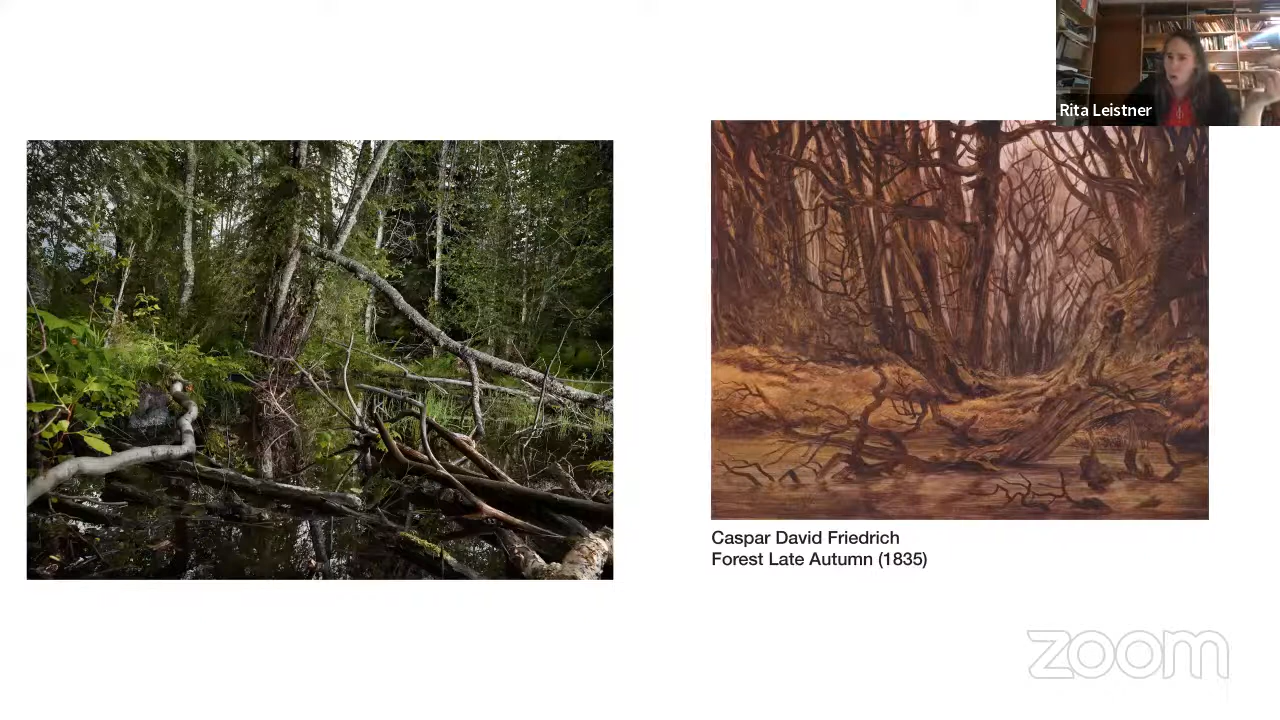 Rita Leistner
Caspar David Friedrich
Forest Late Autumn (1835)
zoom